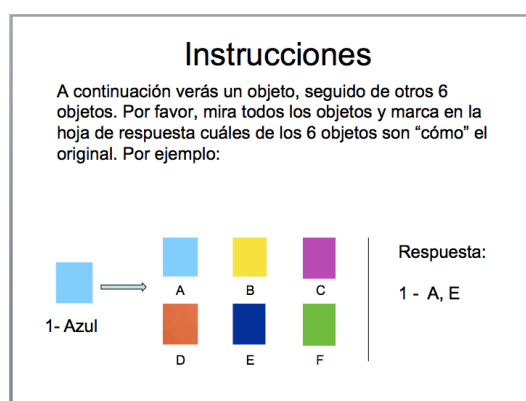 Instrucciones
A continuación verás un objeto, seguido de otros 6
objetos. Por favor, mira todos los objetos y marca en la
hoja de respuesta cuáles de los 6 objetos son “cómo” el
original. Por ejemplo:
Respuesta:
A B C
1 - A, E
1- Azul
D E F